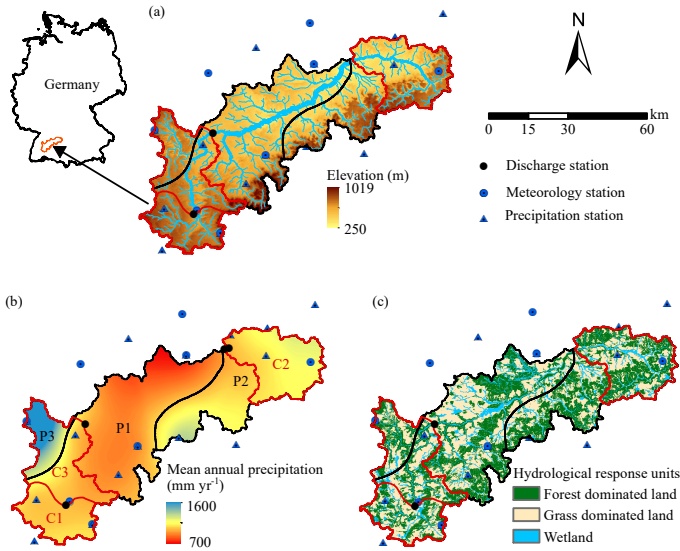 (a)
Germany
N
km
0 15 30 60
Elevation (m)
1019
250
Discharge station
Meteorology station
Precipitation station
(b)
C2
P2
P1
P3
C3
C1
Mean annual precipitation
(mm yr⁻¹)
1600
700
(c)
Hydrological response units
Forest dominated land
Grass dominated land
Wetland